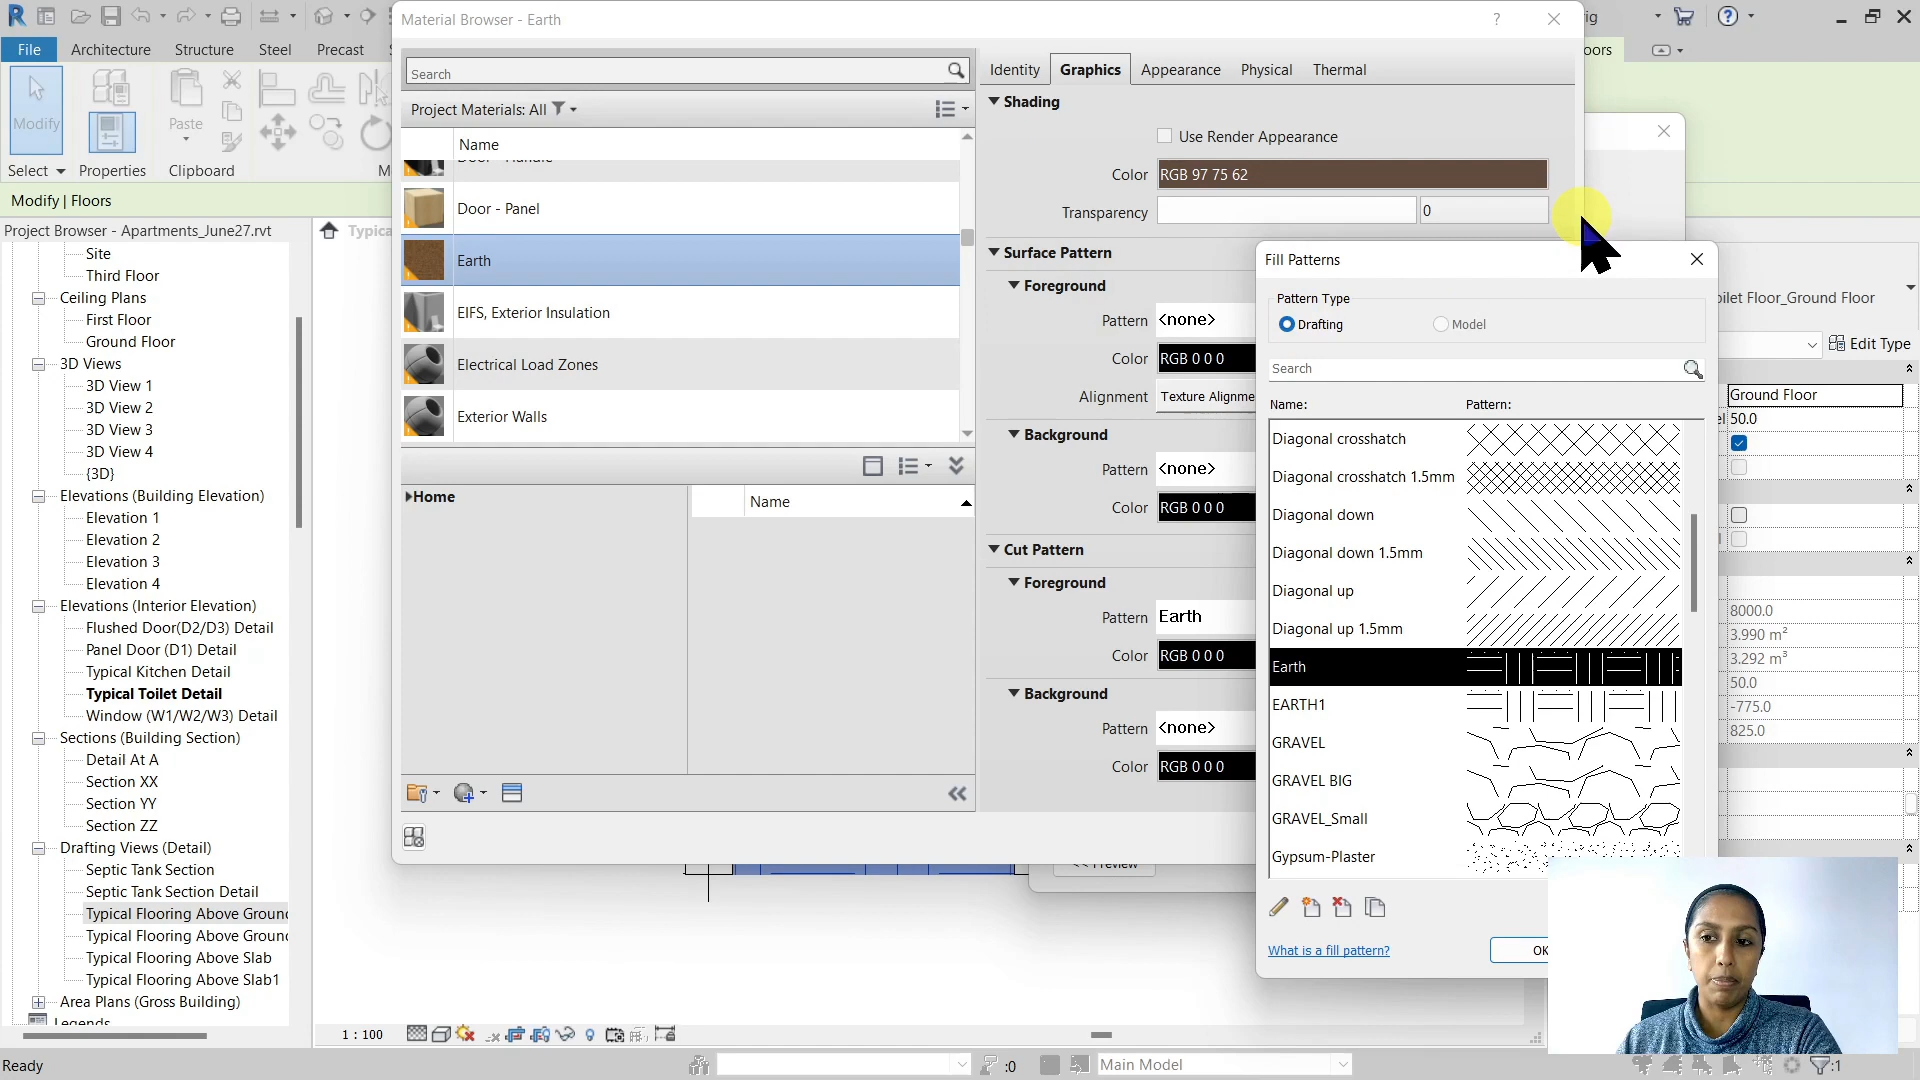 Material Browser - Earth
?
ig
File
Architecture
Structure
Steel
Precast
oors
Modify
Paste
Select
Properties
Clipboard
Modify | Floors
Project Browser - Apartments_June27.rvt
Site
Third Floor
Ceiling Plans
First Floor
Ground Floor
3D Views
3D View 1
3D View 2
3D View 3
3D View 4
{3D}
Elevations (Building Elevation)
Elevation 1
Elevation 2
Elevation 3
Elevation 4
Elevations (Interior Elevation)
Flushed Door(D2/D3) Detail
Panel Door (D1) Detail
Typical Kitchen Detail
Typical Toilet Detail
Window (W1/W2/W3) Detail
Sections (Building Section)
Detail At A
Section XX
Section YY
Section ZZ
Drafting Views (Detail)
Septic Tank Section
Septic Tank Section Detail
Typical Flooring Above Ground
Typical Flooring Above Ground
Typical Flooring Above Slab
Typical Flooring Above Slab1
Area Plans (Gross Building)
Legends
Ready
Typica
Search
Project Materials: All
Name
Door - Handle
Door - Panel
Earth
EIFS, Exterior Insulation
Electrical Load Zones
Exterior Walls
Home
Name
Identity
Graphics
Appearance
Physical
Thermal
Shading
Use Render Appearance
Color
RGB 97 75 62
Transparency
0
Surface Pattern
Foreground
Pattern
<none>
Color
RGB 0 0 0
Alignment
Texture Alignme
Background
Pattern
<none>
Color
RGB 0 0 0
Cut Pattern
Foreground
Pattern
Earth
Color
RGB 0 0 0
Background
Pattern
<none>
Color
RGB 0 0 0
<< Preview
Fill Patterns
Pattern Type
Drafting
Model
Search
Name:
Pattern:
Diagonal crosshatch
Diagonal crosshatch 1.5mm
Diagonal down
Diagonal down 1.5mm
Diagonal up
Diagonal up 1.5mm
Earth
EARTH1
GRAVEL
GRAVEL BIG
GRAVEL_Small
Gypsum-Plaster
What is a fill pattern?
OK
oilet Floor_Ground Floor
Edit Type
Ground Floor
50.0
8000.0
3.990 m²
3.292 m³
50.0
-775.0
825.0
1 : 100
:0
Main Model
:1